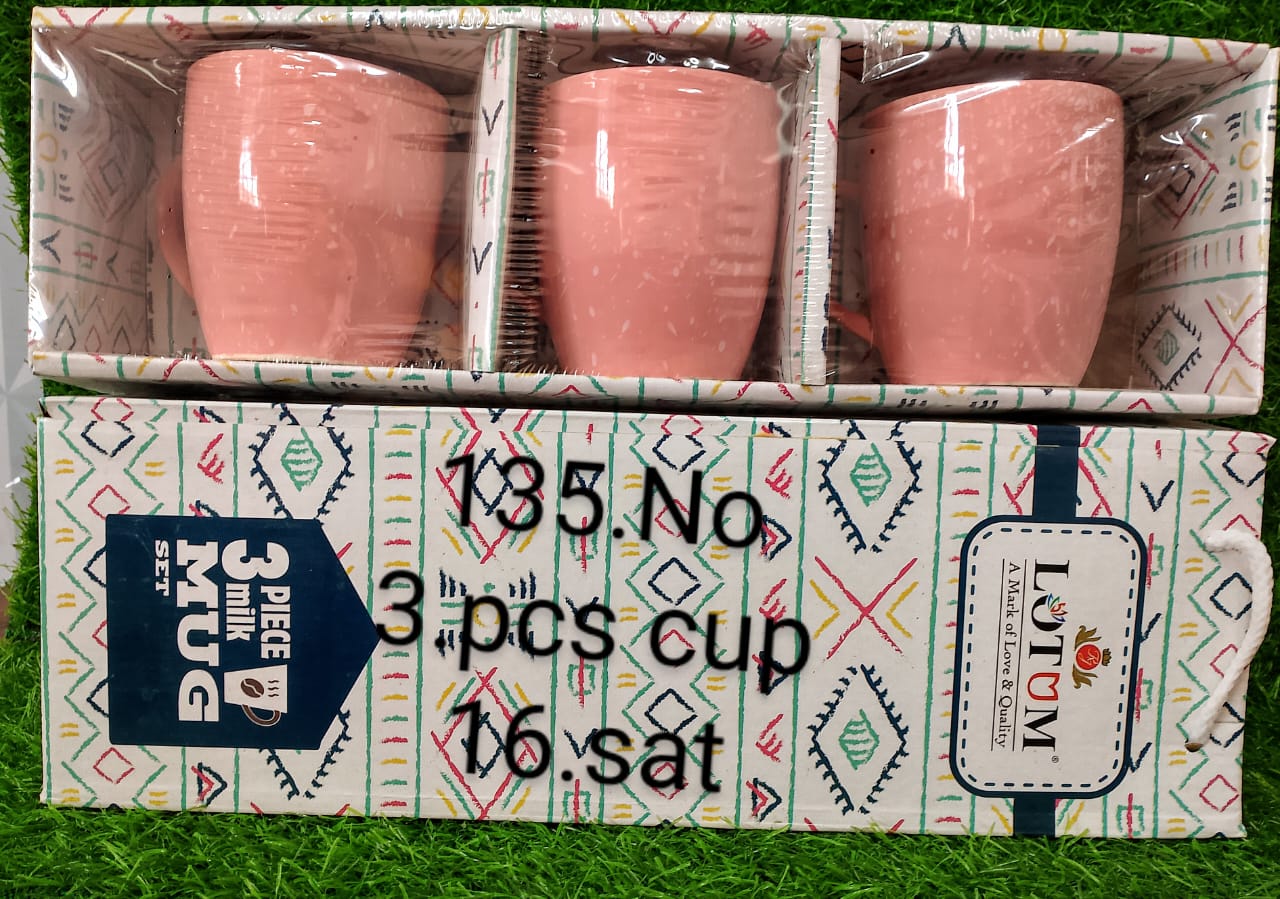 135.No
3 pcs cup
16.sat
3 PIECE
milk
MUG
SET
LOTUM®
A Mark of Love & Quality